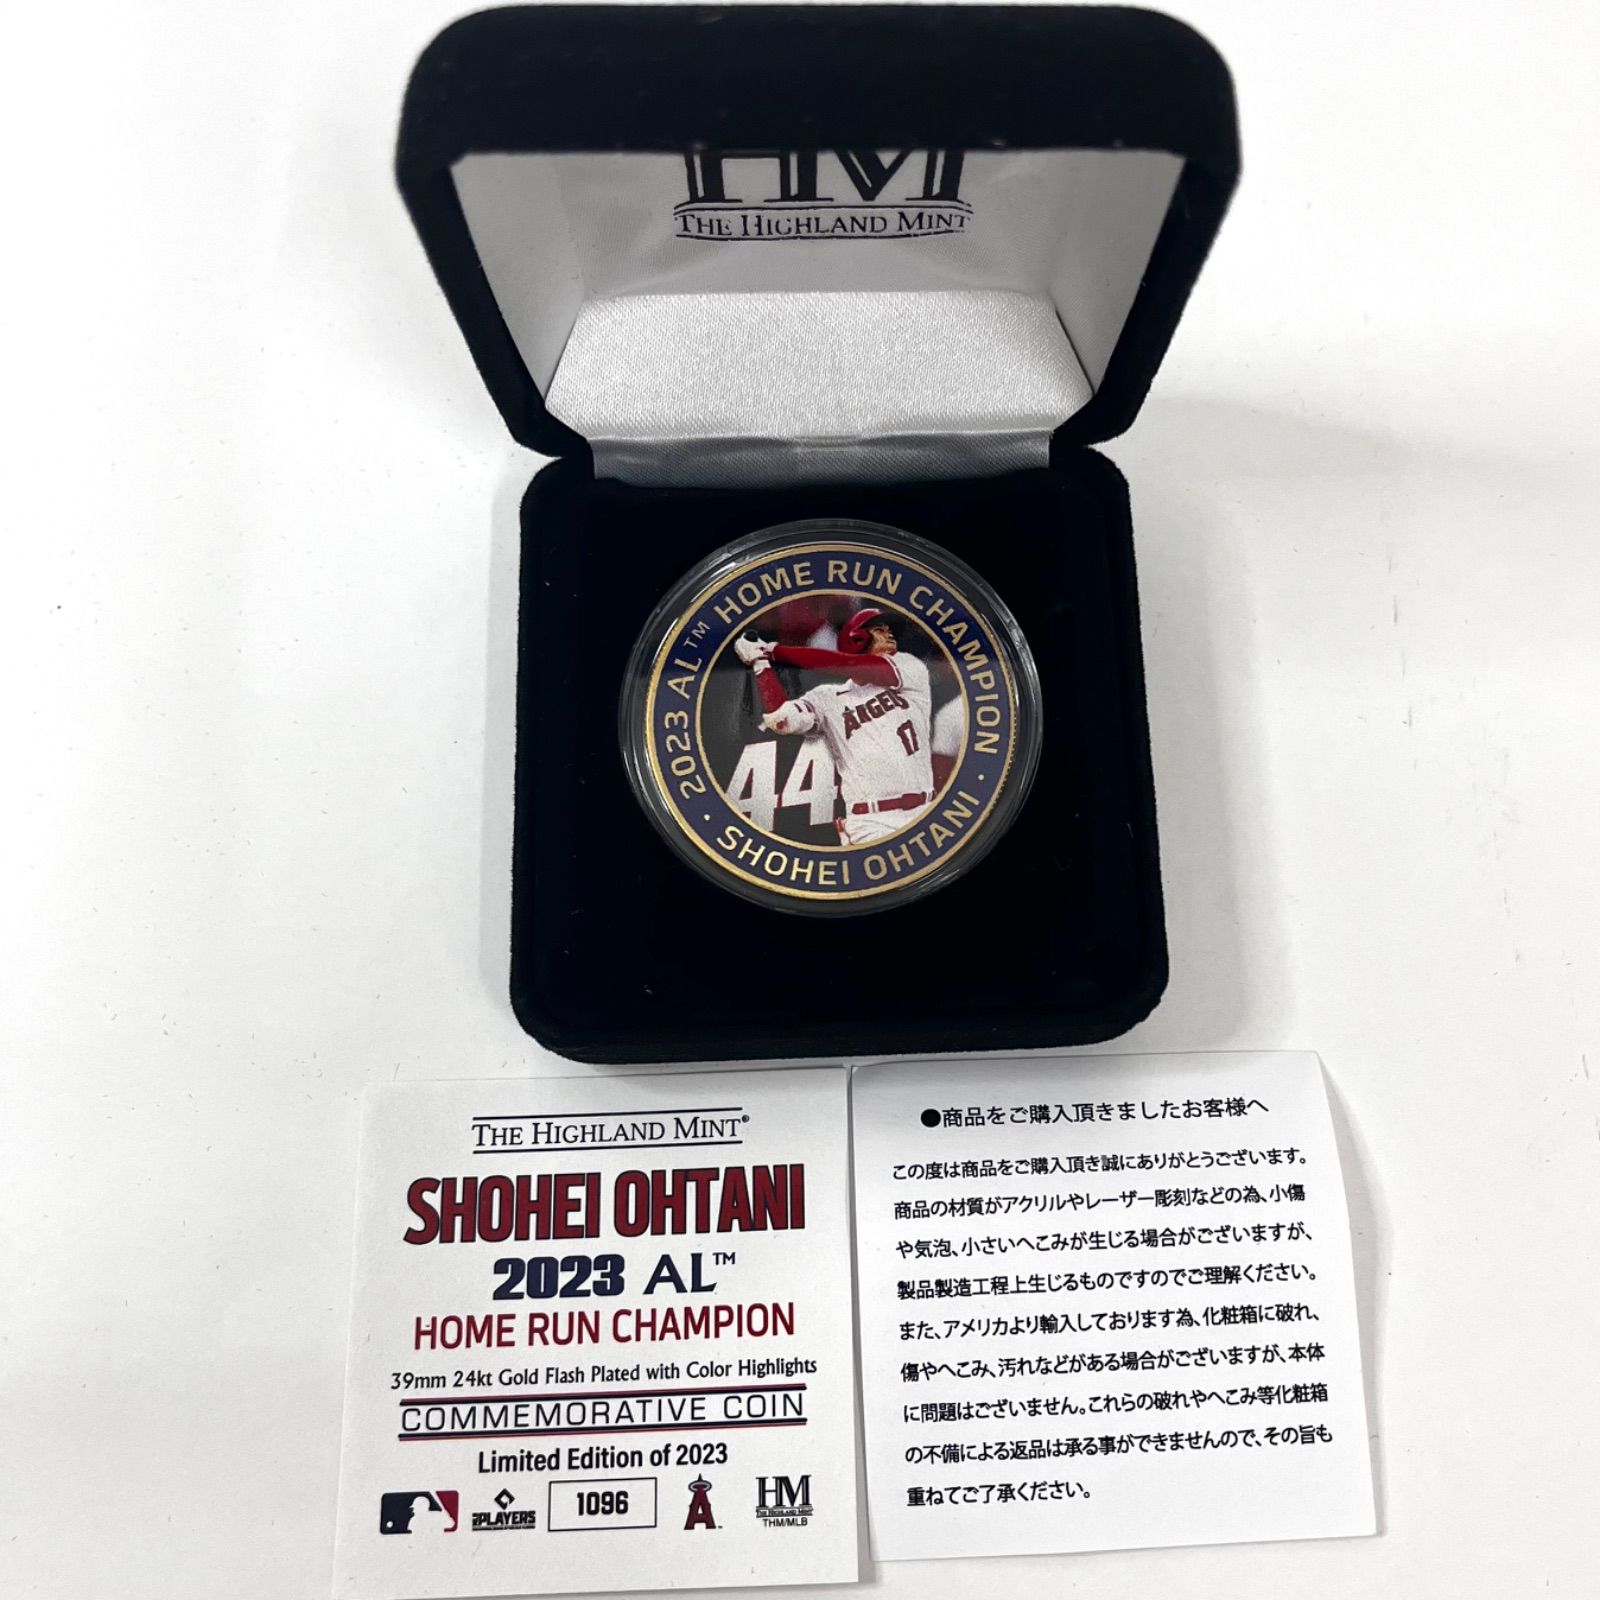 HM
THE HIGHLAND MINT
2023 AL™ HOME RUN CHAMPION
• SHOHEI OHTANI •
ANGELS
17
44
THE HIGHLAND MINT®
SHOHEI OHTANI
2023 AL™
HOME RUN CHAMPION
39mm 24kt Gold Flash Plated with Color Highlights
COMMEMORATIVE COIN
Limited Edition of 2023
PLAYERS
1096
A
HM
THE HIGHLAND MINT
THM/MLB
●商品をご購入頂きましたお客様へ
この度は商品をご購入頂き誠にありがとうございます。
商品の材質がアクリルやレーザー彫刻などの為、小傷
や気泡、小さいへこみが生じる場合がございますが、
製品製造工程上生じるものですのでご理解ください。
また、アメリカより輸入しております為、化粧箱に破れ、
傷やへこみ、汚れなどがある場合がございますが、本体
に問題はございません。これらの破れやへこみ等化粧箱
の不備による返品は承る事ができませんので、その旨も
重ねてご了承ください。